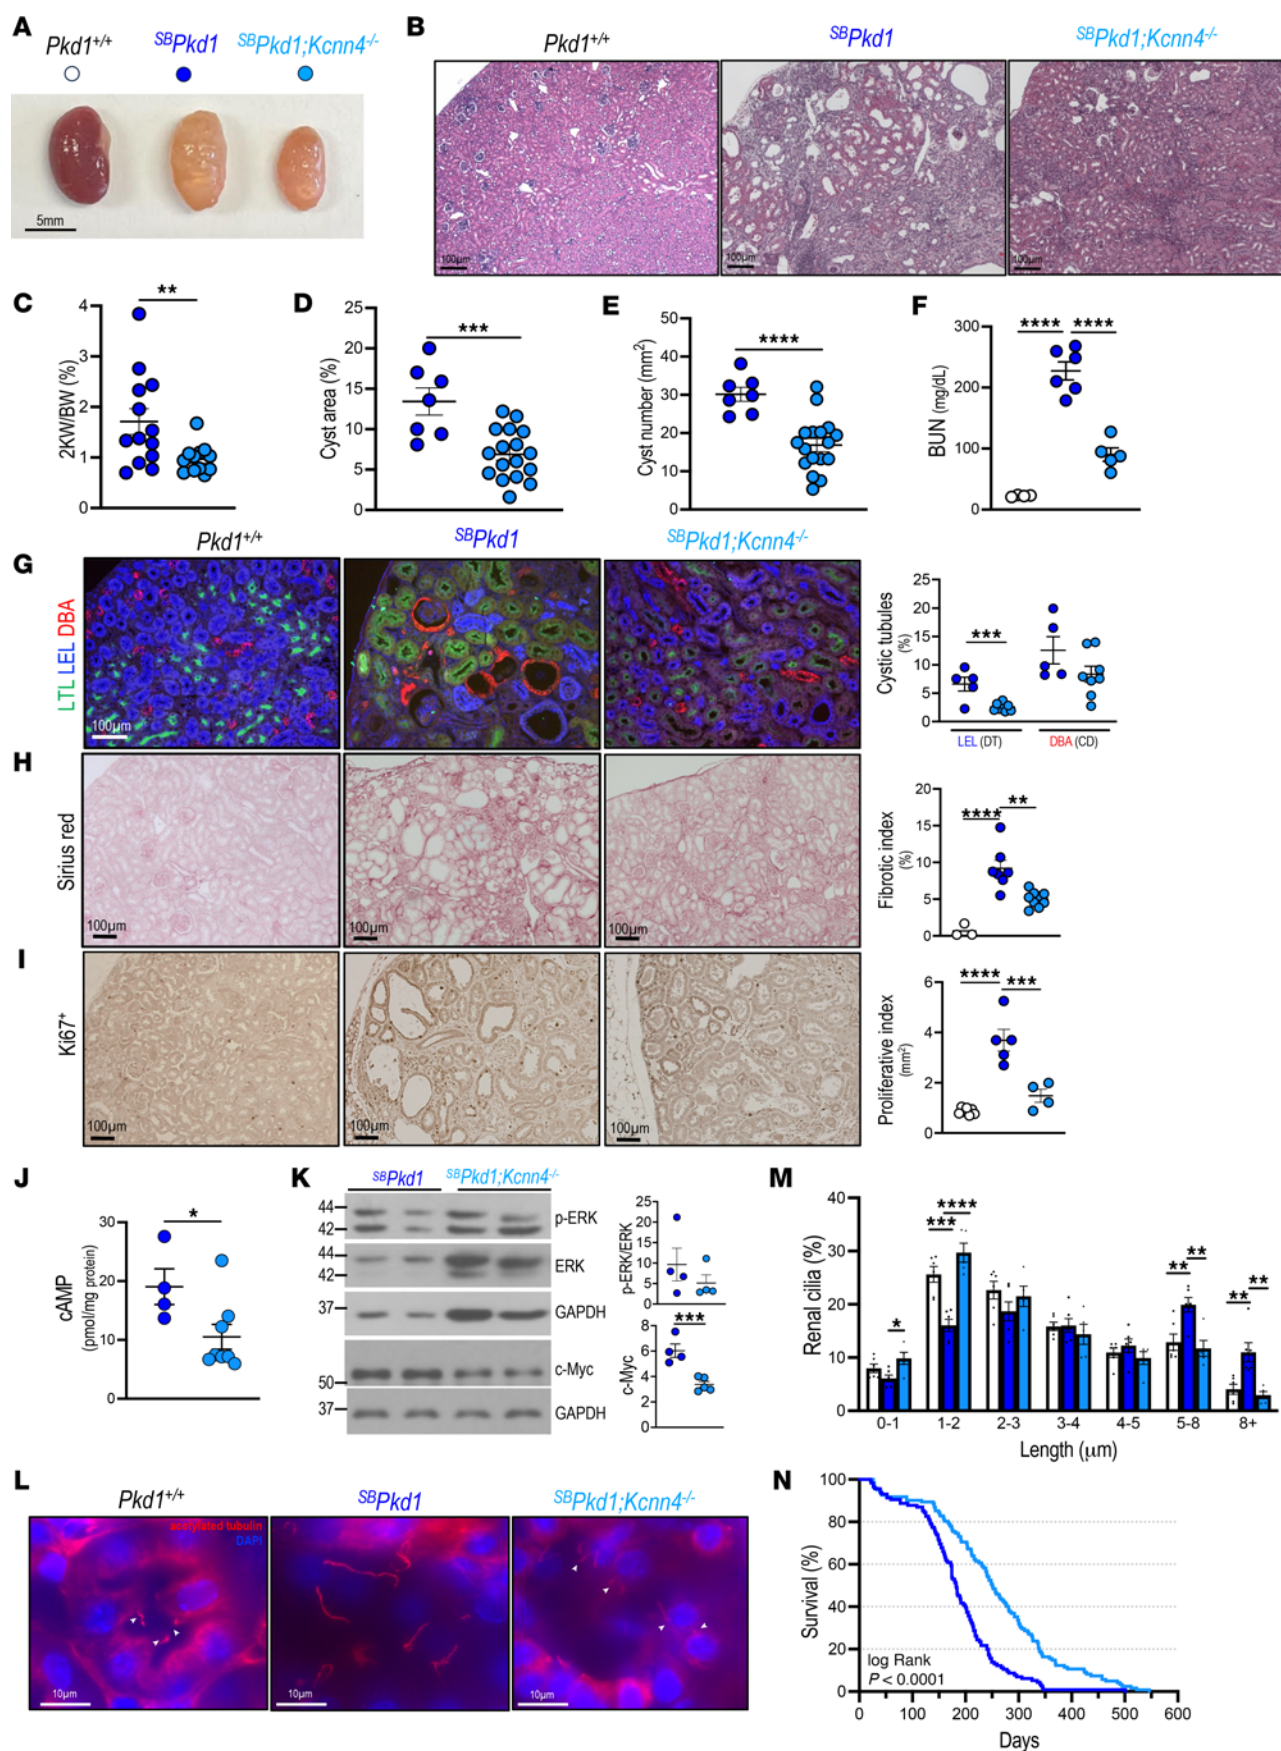 A
Pkd1+/+
SBPkd1
SBPkd1;Kcnn4-/-
5mm
B
Pkd1+/+
SBPkd1
SBPkd1;Kcnn4-/-
100µm
100µm
100µm
C
**
2KW/BW (%)
4
3
2
1
0
D
***
Cyst area (%)
25
20
15
10
5
0
E
****
Cyst number (mm2)
50
40
30
20
10
0
F
**** ****
BUN (mg/dL)
300
200
100
0
G
Pkd1+/+
SBPkd1
SBPkd1;Kcnn4-/-
LTL LEL DBA
100µm
***
Cystic tubules
(%)
25
20
15
10
5
0
LEL (DT)
DBA (CD)
H
Sirius red
100µm
100µm
100µm
**** **
Fibrotic index
(%)
20
15
10
5
0
I
Ki67+
100µm
100µm
100µm
**** ***
Proliferative index
(mm2)
6
4
2
0
J
*
cAMP
(pmol/mg protein)
30
20
10
0
K
SBPkd1
SBPkd1;Kcnn4-/-
44
42
p-ERK
44
42
ERK
37
GAPDH
50
c-Myc
37
GAPDH
p-ERK/ERK
25
20
15
10
5
0
***
c-Myc
10
8
6
4
2
0
M
Renal cilia (%)
40
30
20
10
0
*
*** ****
** **
** **
0-1 1-2 2-3 3-4 4-5 5-8 8+
Length (µm)
L
Pkd1+/+
SBPkd1
SBPkd1;Kcnn4-/-
acetylated tubulin
DAPI
10µm
10µm
10µm
N
Survival (%)
100
80
60
40
20
0
log Rank
P < 0.0001
0 100 200 300 400 500 600
Days